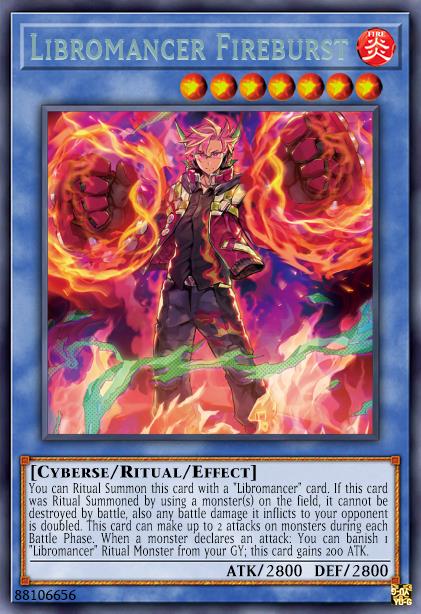 Libromancer Fireburst
FIRE
炎
[Cyberse/Ritual/Effect]
You can Ritual Summon this card with a "Libromancer" card. If this card
was Ritual Summoned by using a monster(s) on the field, it cannot be
destroyed by battle, also any battle damage it inflicts to your opponent
is doubled. This card can make up to 2 attacks on monsters during each
Battle Phase. When a monster declares an attack: You can banish 1
"Libromancer" Ritual Monster from your GY; this card gains 200 ATK.
ATK/2800 DEF/2800
88106656